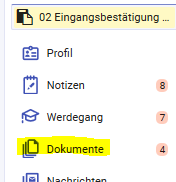 02 Eingangsbestätigung ...
Profil
Notizen 8
Werdegang 7
Dokumente 4
Nachrichten